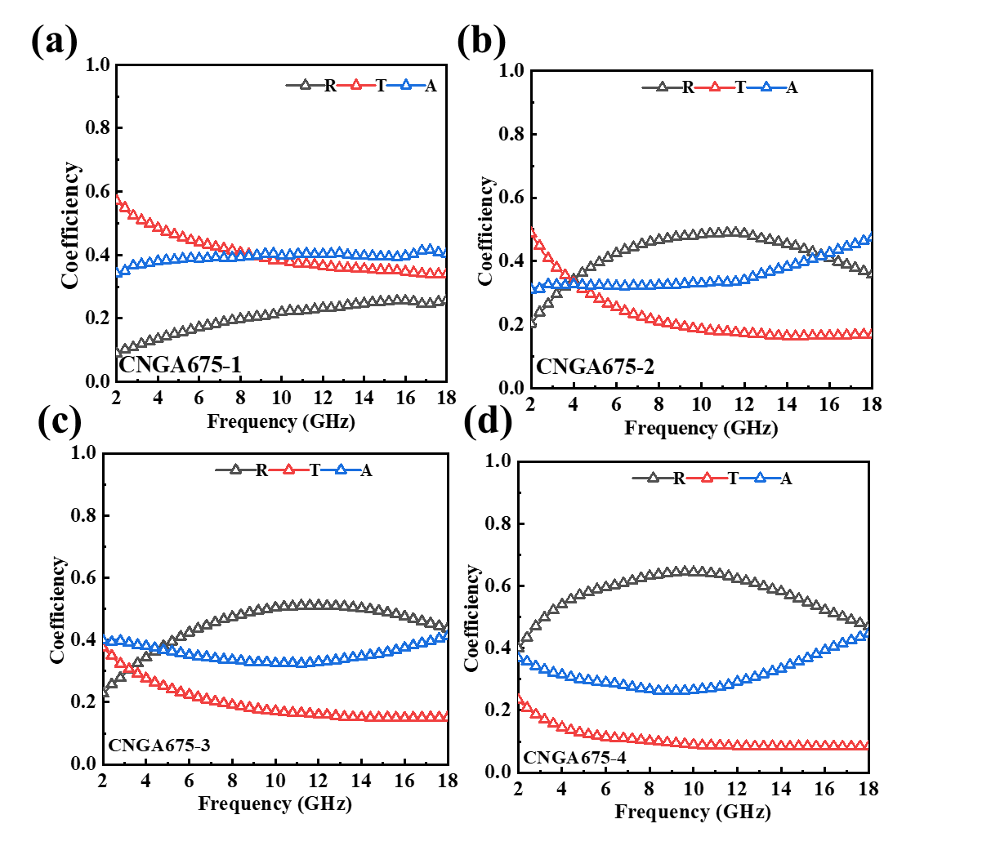 (a)
1.0
R T A
0.8
0.6
0.4
0.2
0.0
Coefficiency
CNGA675-1
2 4 6 8 10 12 14 16 18
Frequency (GHz)
(b)
1.0
R T A
0.8
0.6
0.4
0.2
0.0
Coefficiency
CNGA675-2
2 4 6 8 10 12 14 16 18
Frequency (GHz)
(c)
1.0
R T A
0.8
0.6
0.4
0.2
0.0
Coefficiency
CNGA675-3
2 4 6 8 10 12 14 16 18
Frequency (GHz)
(d)
1.0
R T A
0.8
0.6
0.4
0.2
0.0
Coefficiency
CNGA675-4
2 4 6 8 10 12 14 16 18
Frequency (GHz)